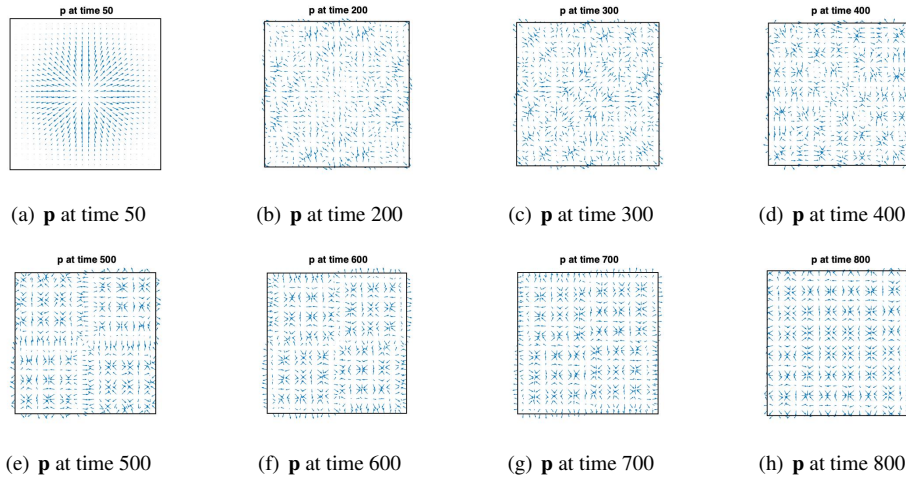 p at time 50
p at time 200
p at time 300
p at time 400
(a) p at time 50
(b) p at time 200
(c) p at time 300
(d) p at time 400
p at time 500
p at time 600
p at time 700
p at time 800
(e) p at time 500
(f) p at time 600
(g) p at time 700
(h) p at time 800